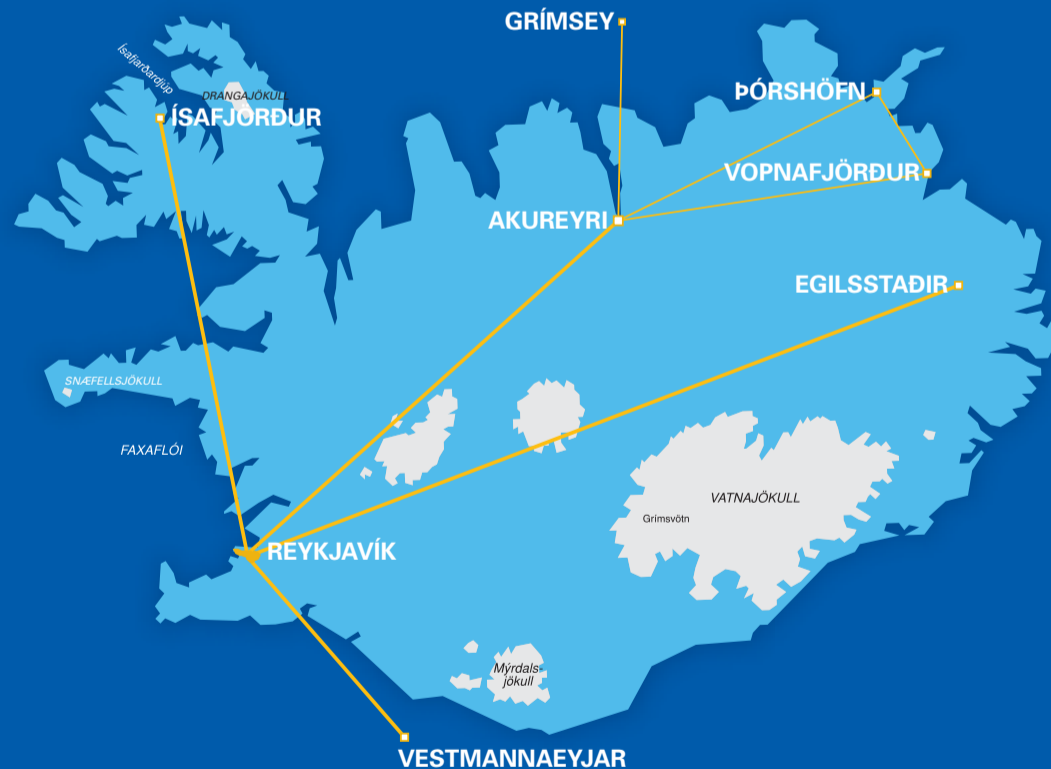 GRÍMSEY
Ísafjarðardjúp
DRANGAJÖKULL
ÞÓRSHÖFN
ÍSAFJÖRÐUR
VOPNAFJÖRÐUR
AKUREYRI
EGILSSTAÐIR
SNÆFELLSJÖKULL
FAXAFLÓI
VATNAJÖKULL
Grímsvötn
REYKJAVÍK
Mýrdals-
jökull
VESTMANNAEYJAR